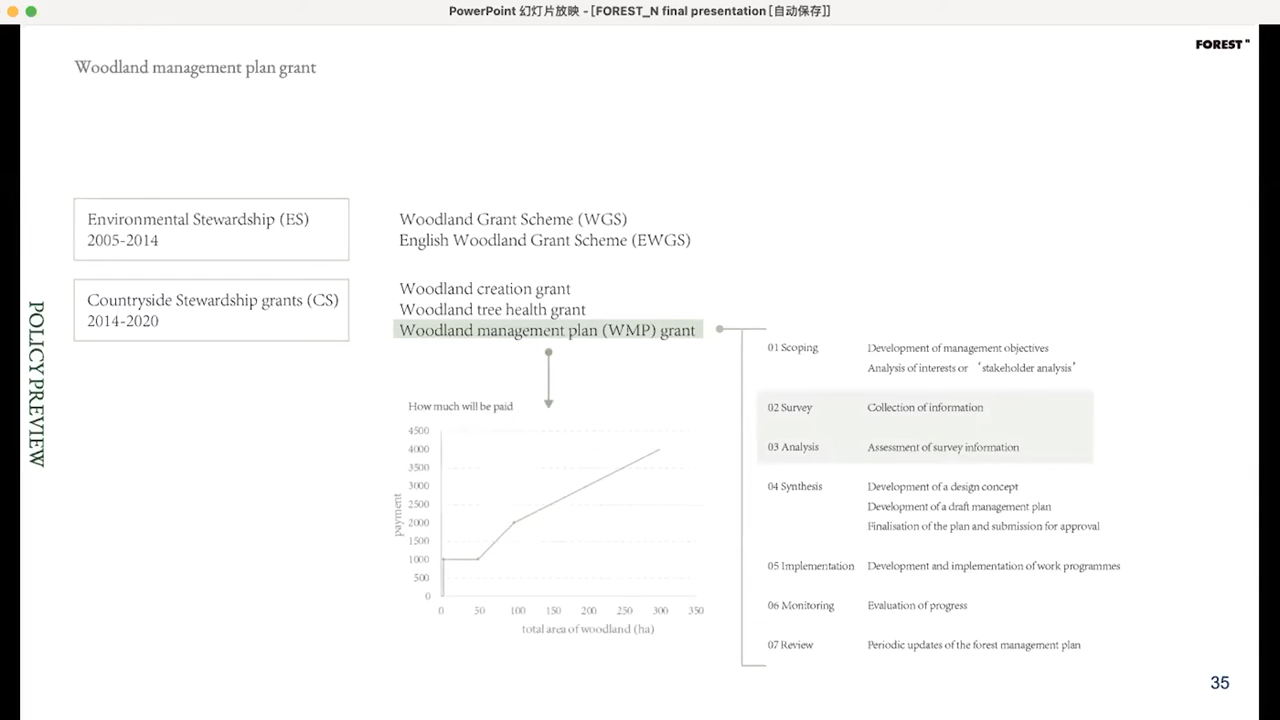 PowerPoint 幻灯片放映 - [FOREST_N final presentation [自动保存]]
FOREST N
Woodland management plan grant
POLICY PREVIEW
Environmental Stewardship (ES)
2005-2014
Woodland Grant Scheme (WGS)
English Woodland Grant Scheme (EWGS)
Countryside Stewardship grants (CS)
2014-2020
Woodland creation grant
Woodland tree health grant
Woodland management plan (WMP) grant
How much will be paid
4500
4000
3500
3000
2500
2000
1500
1000
500
0
payment
0 50 100 150 200 250 300 350
total area of woodland (ha)
01 Scoping Development of management objectives
Analysis of interests or ‘stakeholder analysis’
02 Survey Collection of information
03 Analysis Assessment of survey information
04 Synthesis Development of a design concept
Development of a draft management plan
Finalisation of the plan and submission for approval
05 Implementation Development and implementation of work programmes
06 Monitoring Evaluation of progress
07 Review Periodic updates of the forest management plan
35